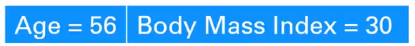 Age = 56 Body Mass Index = 30